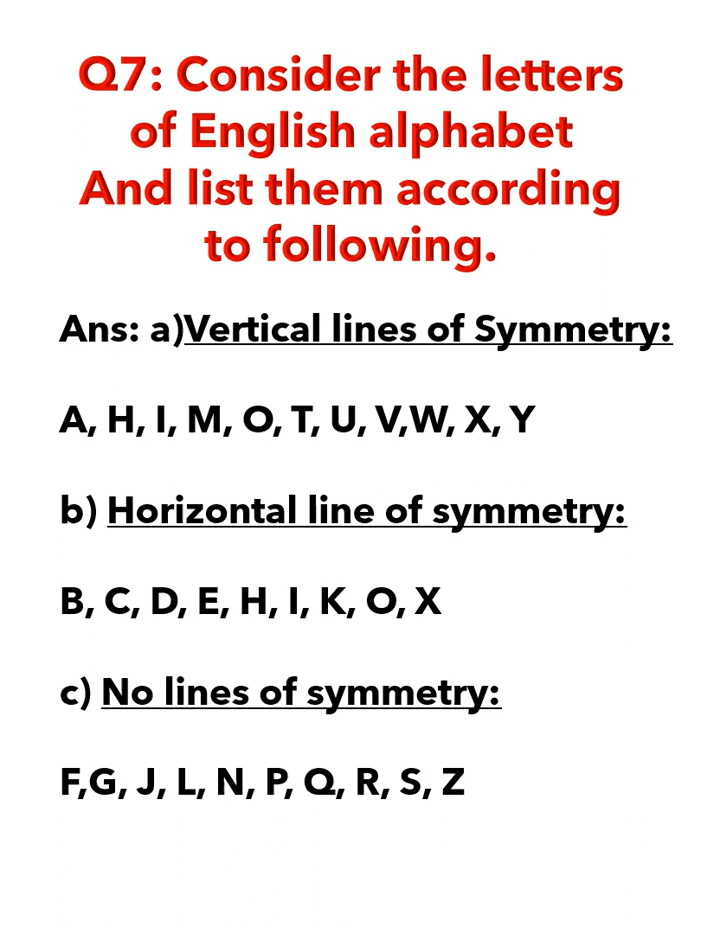 Q7: Consider the letters
of English alphabet
And list them according
to following.
Ans: a)Vertical lines of Symmetry:
A, H, I, M, O, T, U, V,W, X, Y
b) Horizontal line of symmetry:
B, C, D, E, H, I, K, O, X
c) No lines of symmetry:
F,G, J, L, N, P, Q, R, S, Z